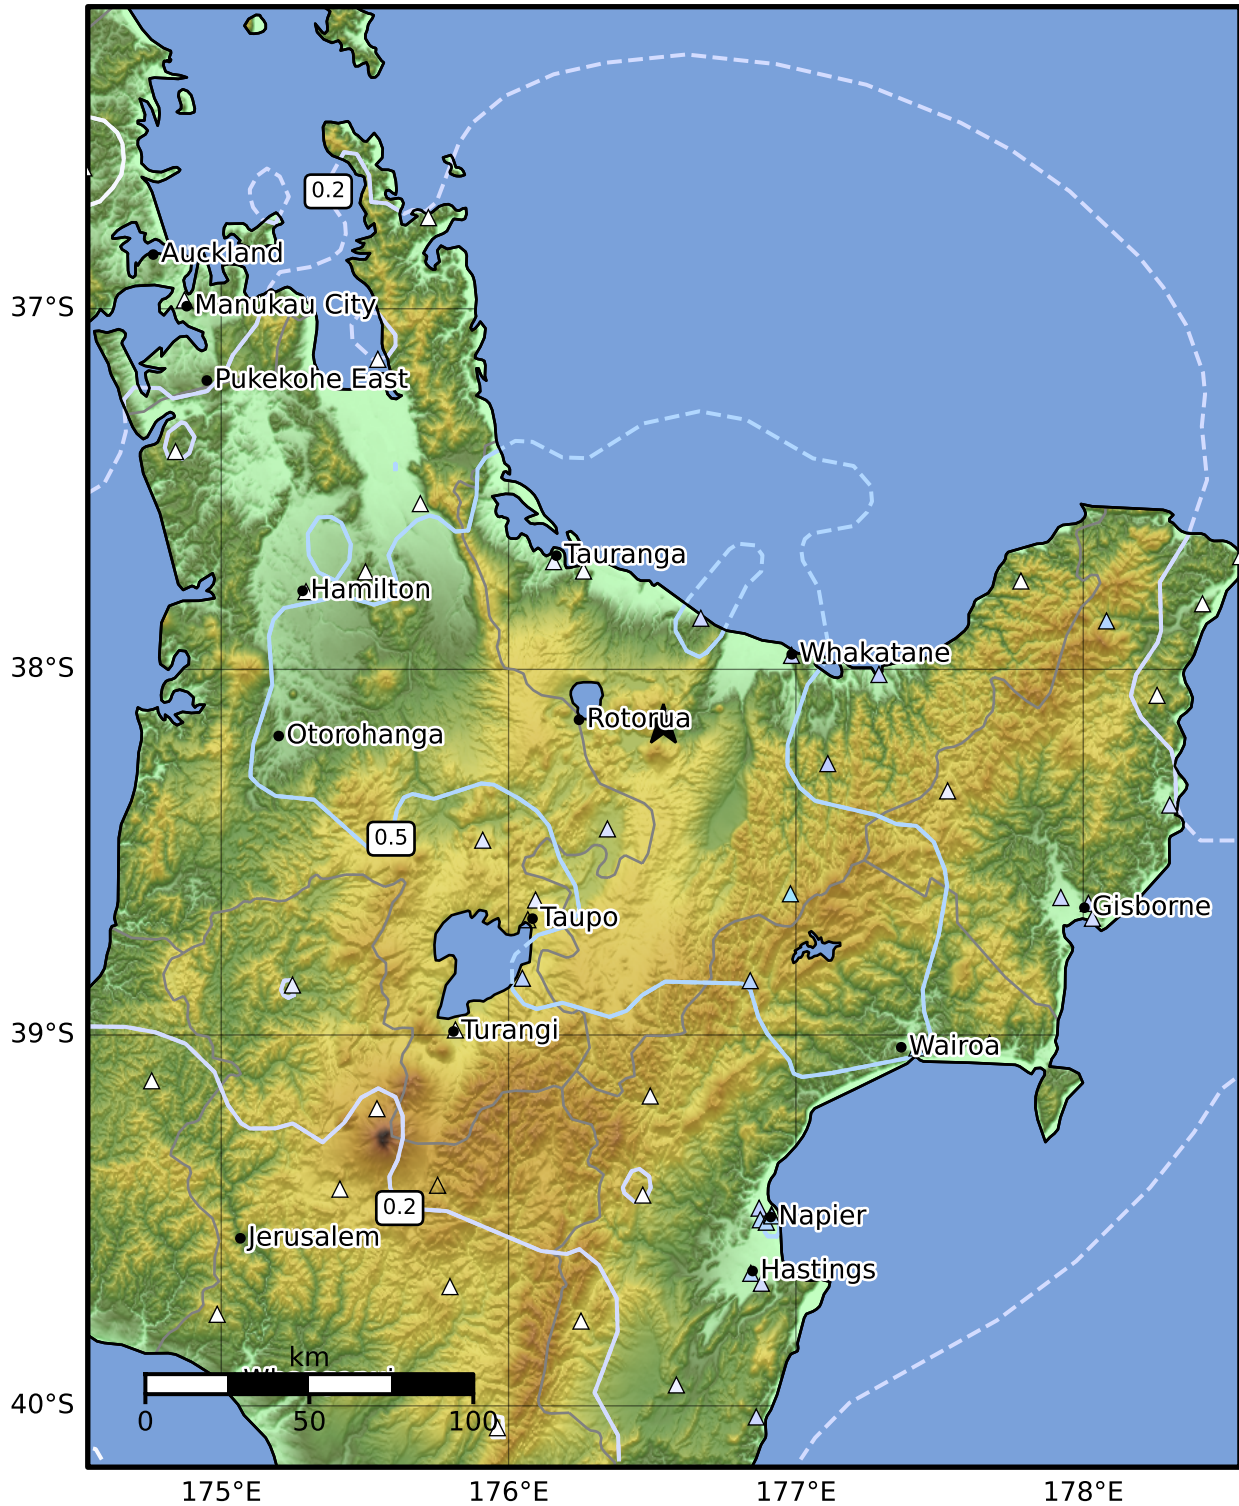 0.2
Auckland
Manukau City
37°S
Pukekohe East
Tauranga
Hamilton
Whakatane
38°S
Rotorua
Otorohanga
0.5
Gisborne
Taupo
Turangi
39°S
Wairoa
0.2
Napier
Jerusalem
Hastings
km
40°S
0 50 100
175°E 176°E 177°E 178°E